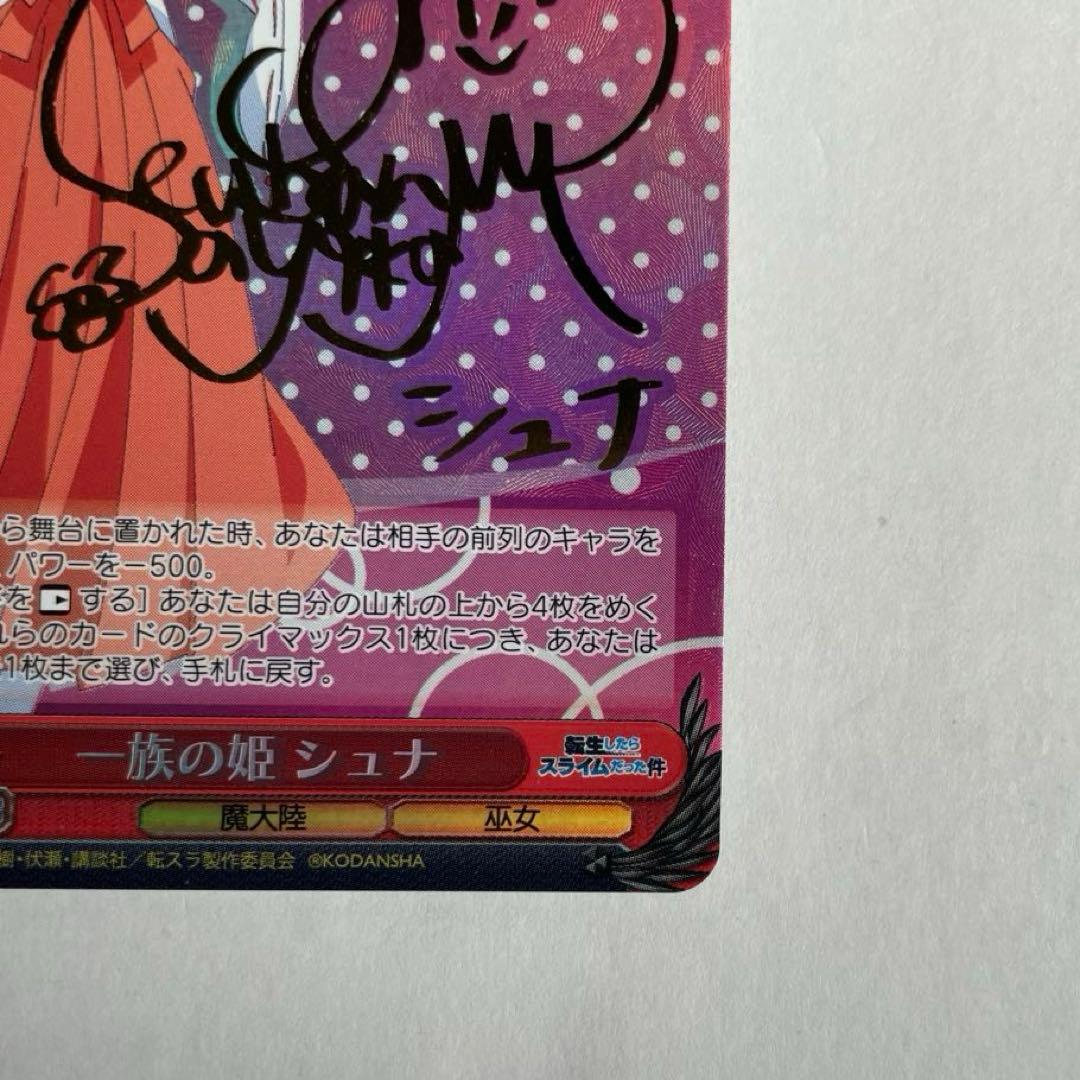 シュナ
ら舞台に置かれた時、あなたは相手の前列のキャラを
パワーを－500。
を する］ あなたは自分の山札の上から4枚をめく
らのカードのクライマックス1枚につき、あなたは
1枚まで選び、手札に戻す。
一族の姫 シュナ
転生したら
スライムだった件
魔大陸 巫女
・伏瀬・講談社／転スラ製作委員会 ®KODANSHA